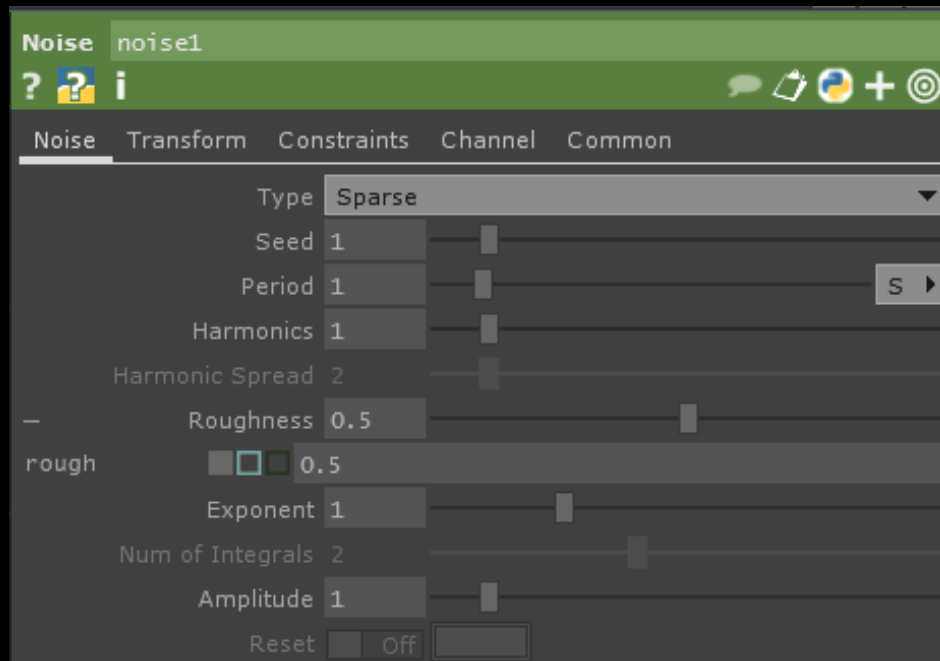 Noise noise1
? ? i
Noise Transform Constraints Channel Common
Type Sparse
Seed 1
Period 1 S
Harmonics 1
Harmonic Spread 2
Roughness 0.5
rough 0.5
Exponent 1
Num of Integrals 2
Amplitude 1
Reset Off